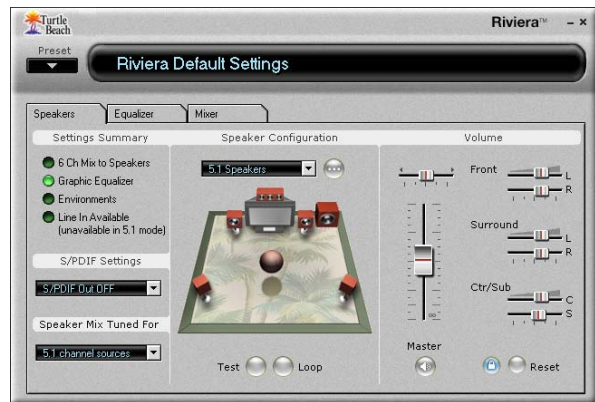 Turtle
Beach
Riviera™
Preset
Riviera Default Settings
Speakers
Equalizer
Mixer
Settings Summary
6 Ch Mix to Speakers
Graphic Equalizer
Environments
Line In Available
(unavailable in 5.1 mode)
S/PDIF Settings
S/PDIF Out OFF
Speaker Mix Tuned For
5.1 channel sources
Speaker Configuration
5.1 Speakers
Test
Loop
Volume
Front
L
R
Surround
L
R
Ctr/Sub
C
S
Master
Reset